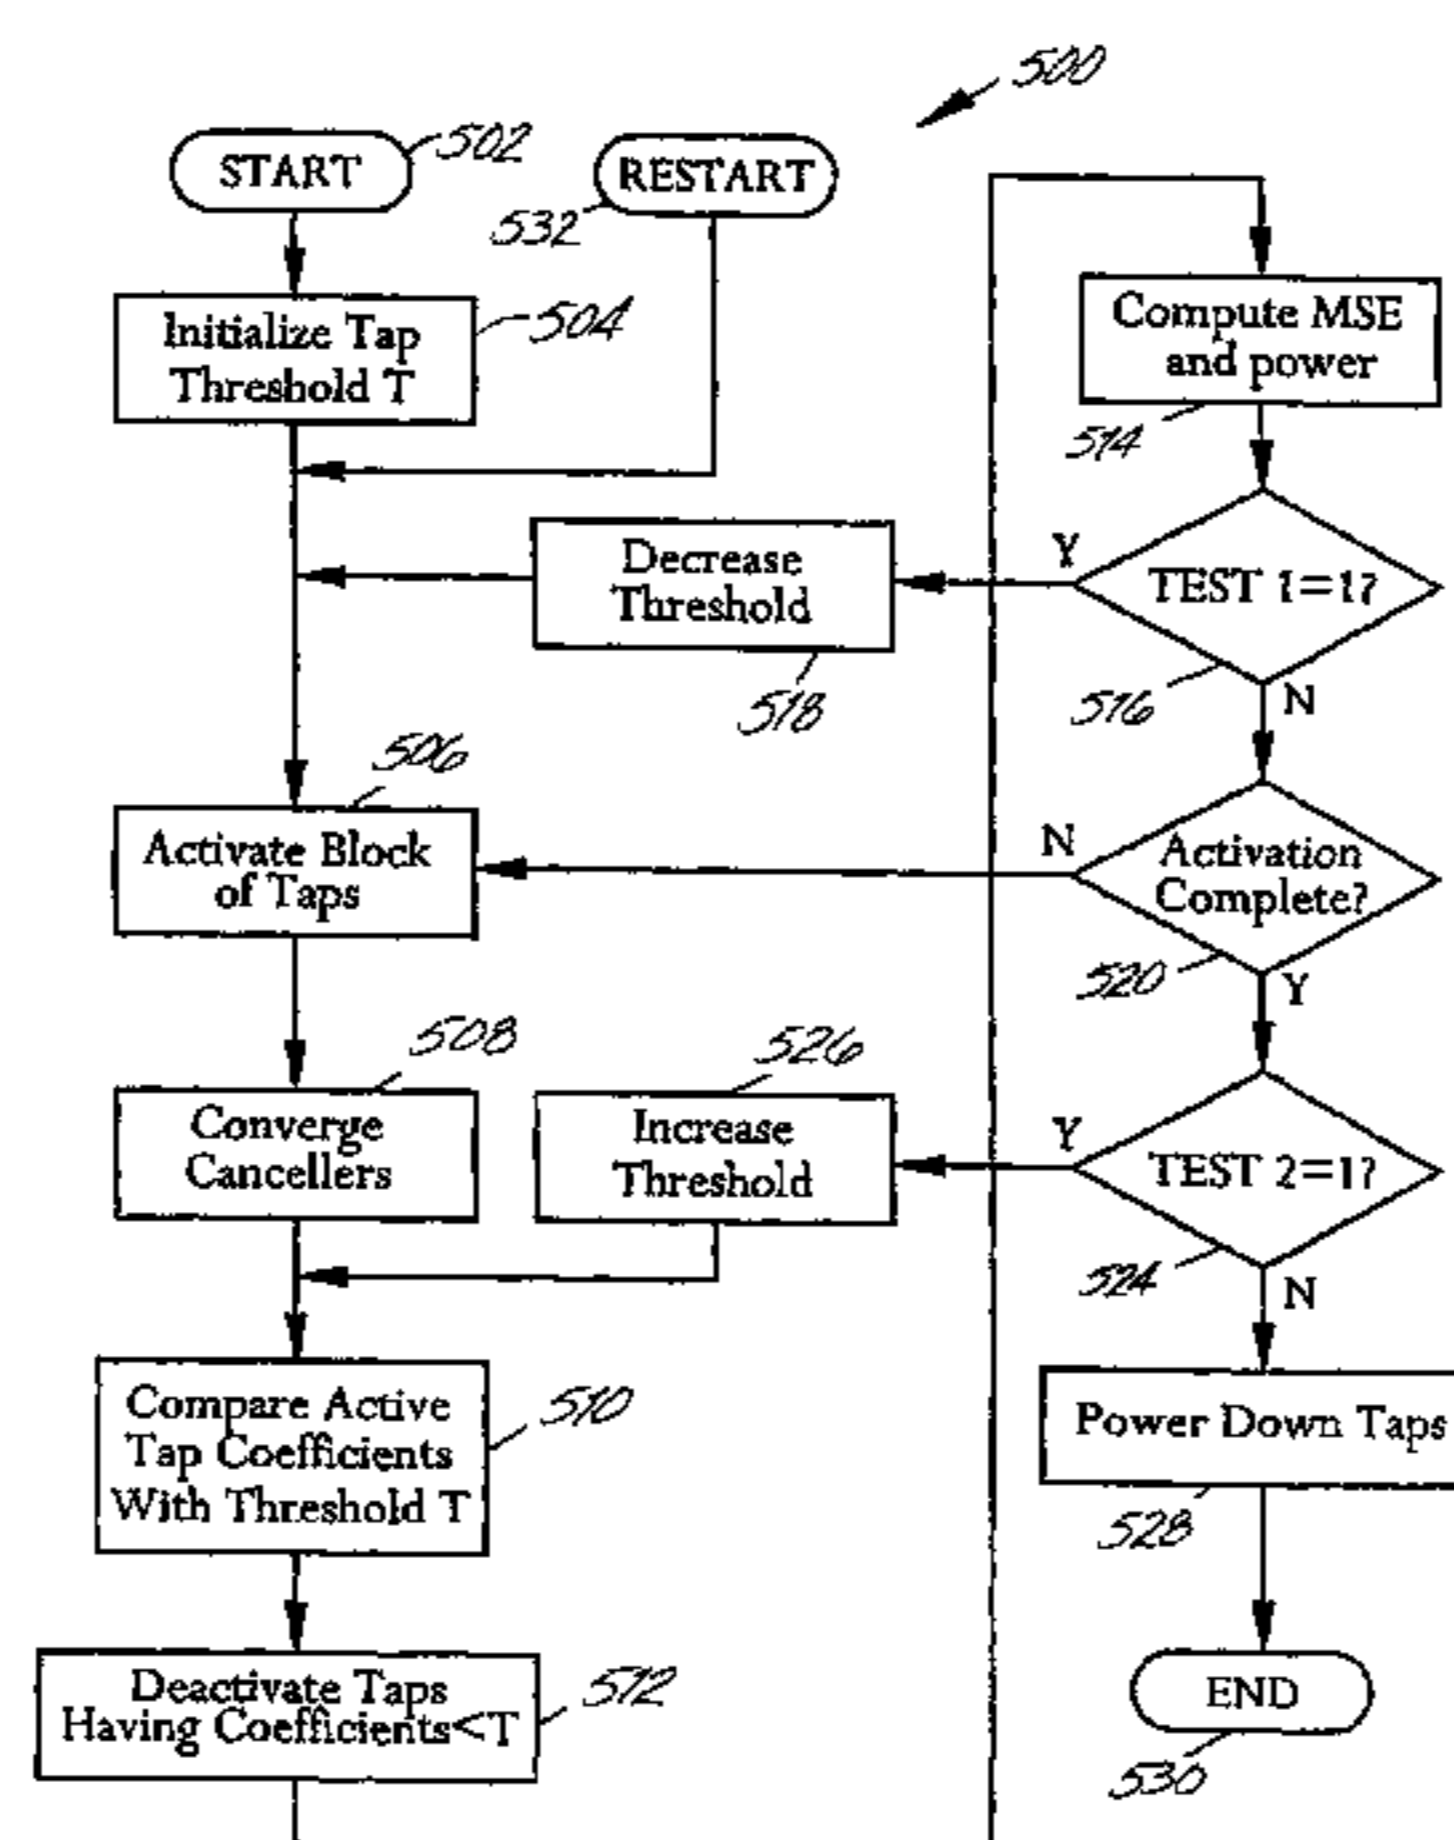 500
START
502
RESTART
532
Initialize Tap
Threshold T
504
Compute MSE
and power
514
Decrease
Threshold
518
Y
TEST 1=1?
516
N
506
Activate Block
of Taps
N
Activation
Complete?
520
Y
508
Converge
Cancellers
526
Increase
Threshold
Y
TEST 2=1?
524
N
Compare Active
Tap Coefficients
With Threshold T
510
Power Down Taps
528
Deactivate Taps
Having Coefficients<T
512
END
530